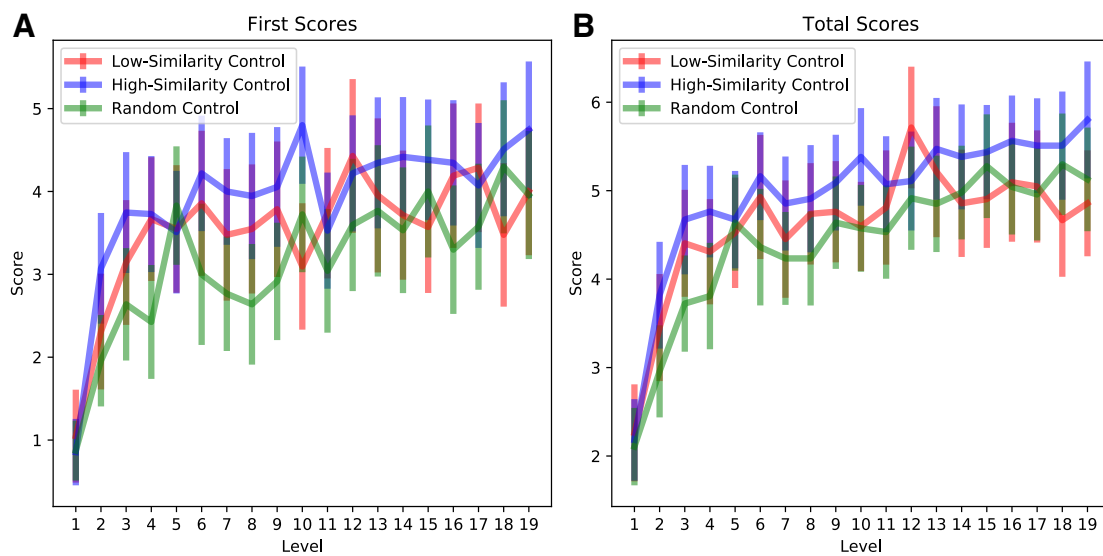 A
First Scores
Low-Similarity Control
High-Similarity Control
Random Control
5
4
3
2
1
Score
1 2 3 4 5 6 7 8 9 10 11 12 13 14 15 16 17 18 19
Level
B
Total Scores
Low-Similarity Control
High-Similarity Control
Random Control
6
5
4
3
2
Score
1 2 3 4 5 6 7 8 9 10 11 12 13 14 15 16 17 18 19
Level